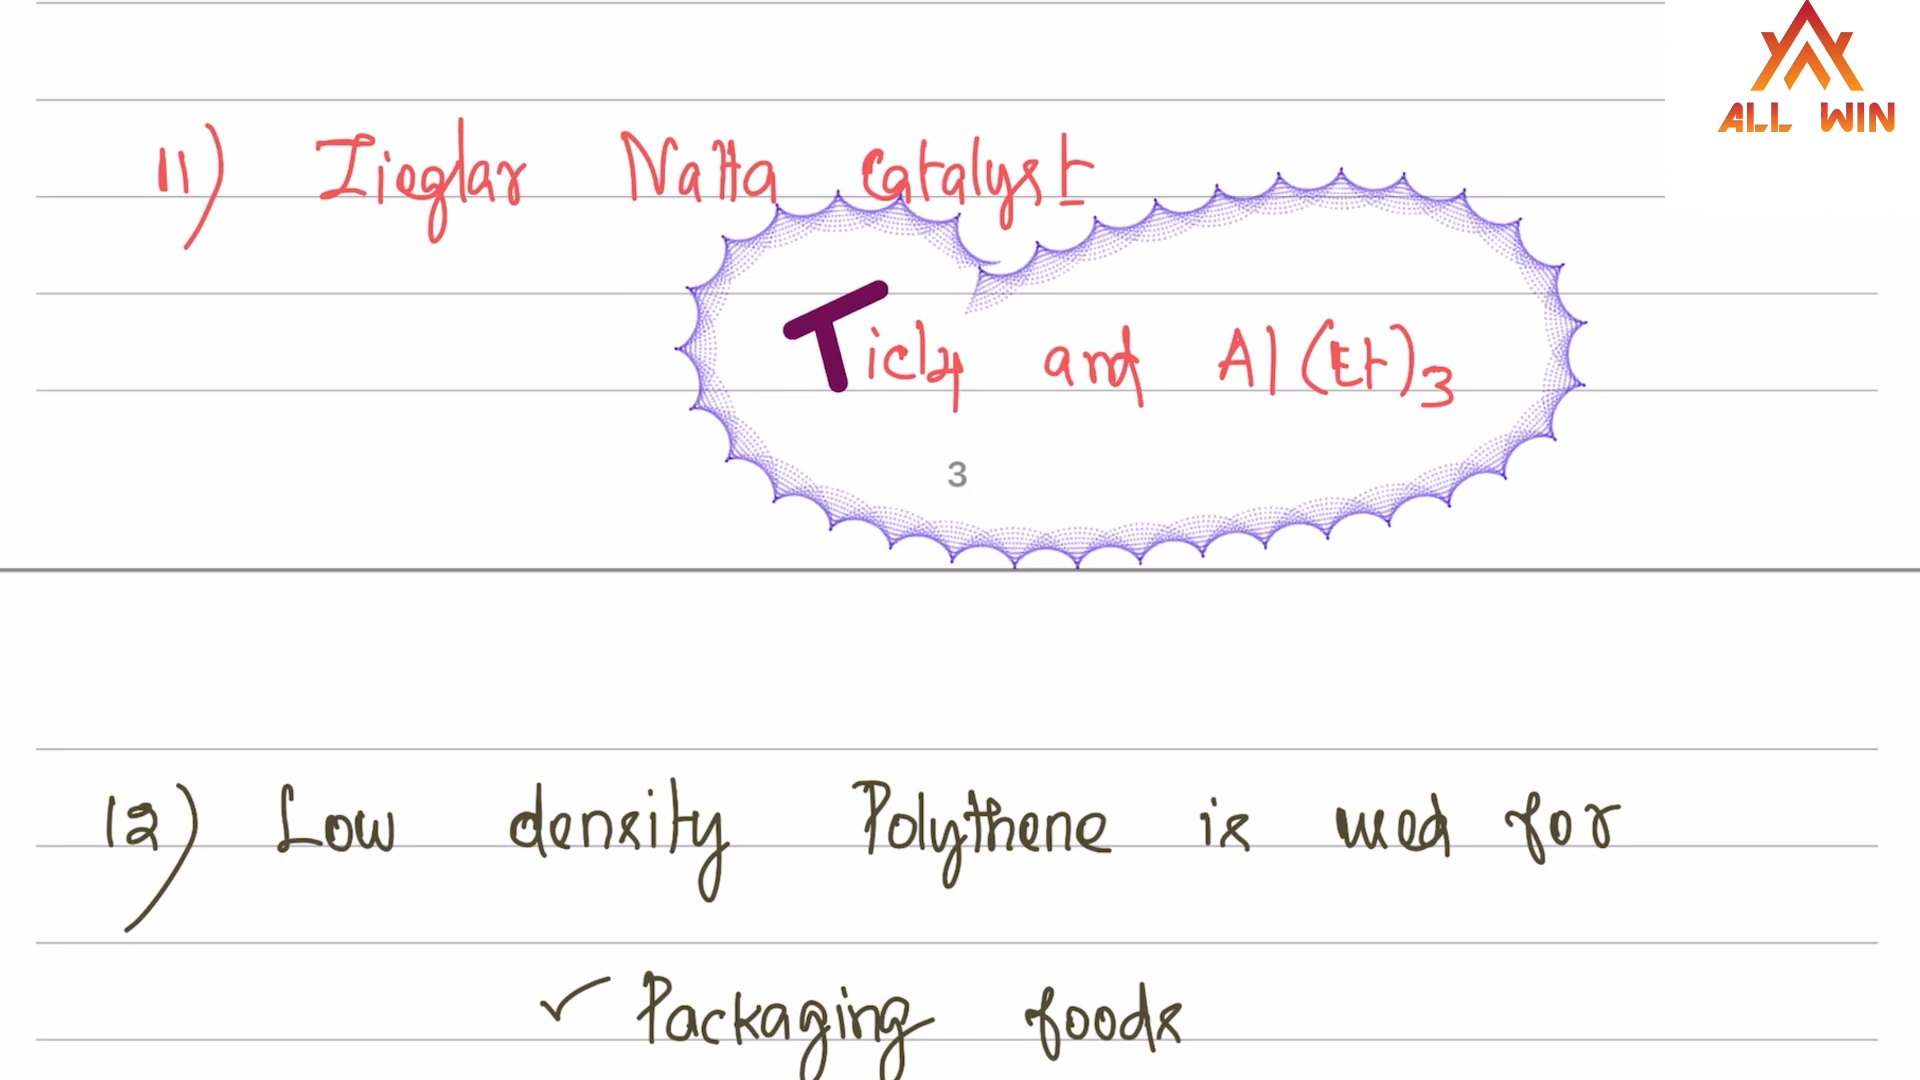 ALL WIN
11) Zieglar Natta catalyst
Ticl4 and Al(Et)3
3
12) Low density Polythene is used for
✓ Packaging foods